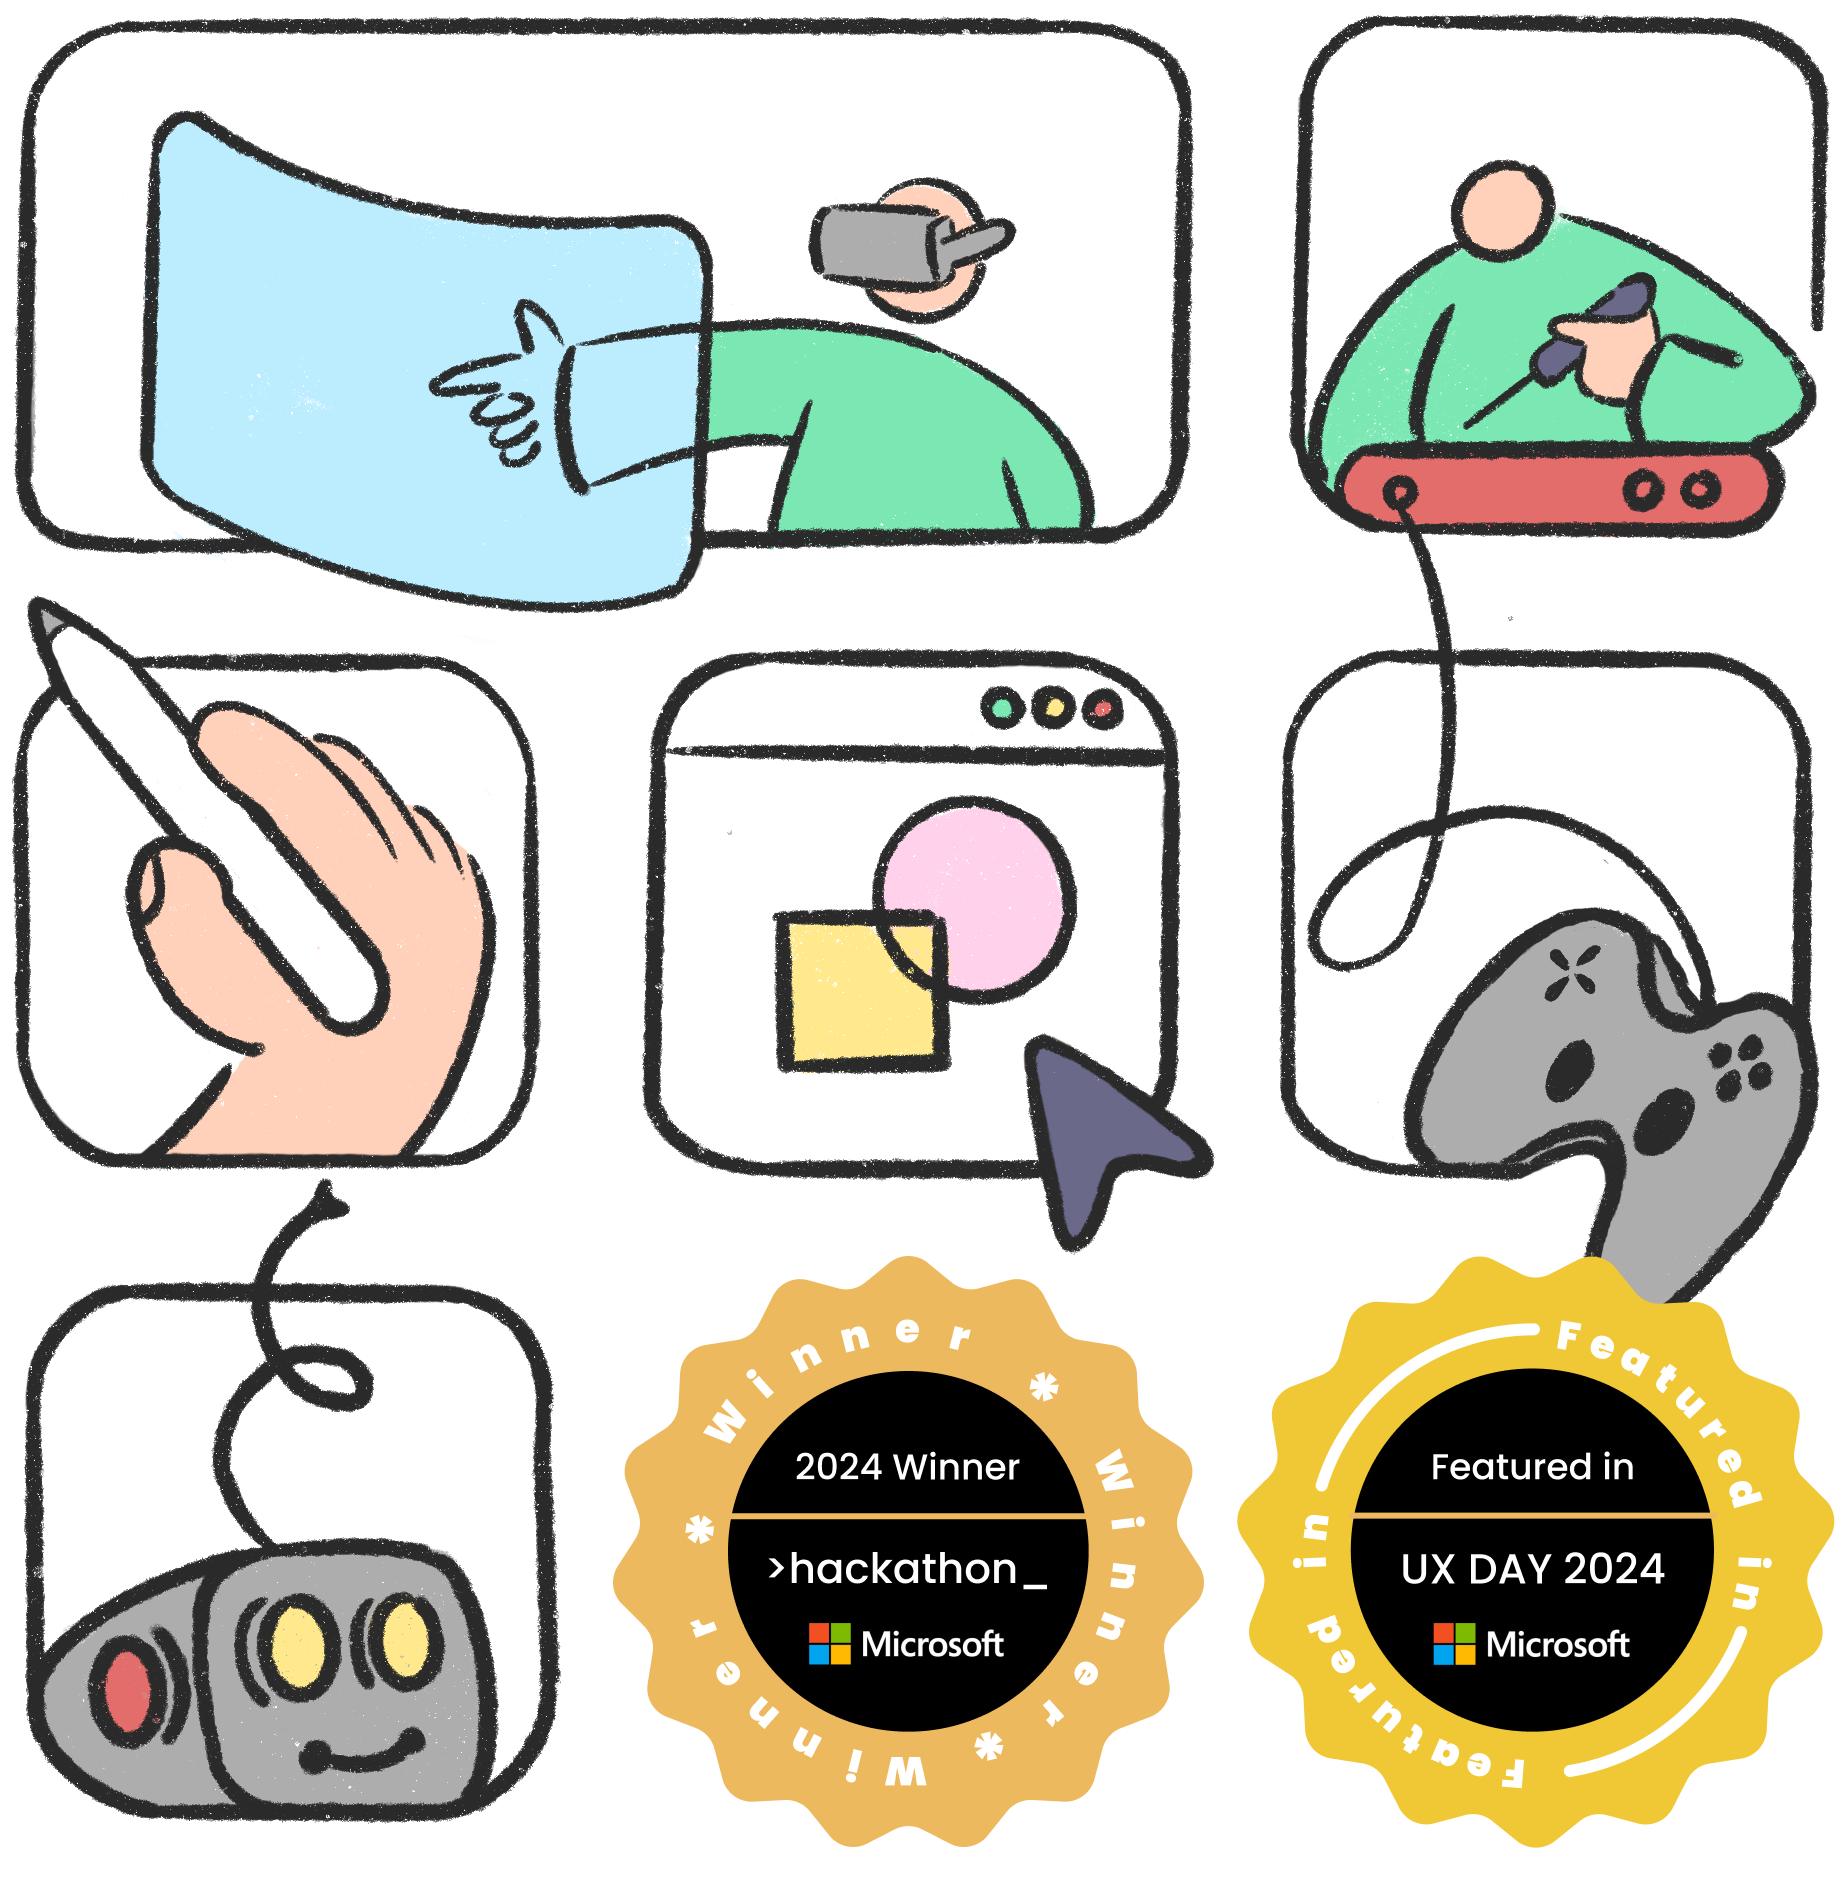 Winner * Winner * Winner *
2024 Winner
>hackathon_
Microsoft
Featured in
Featured in
Featured in
UX DAY 2024
Microsoft